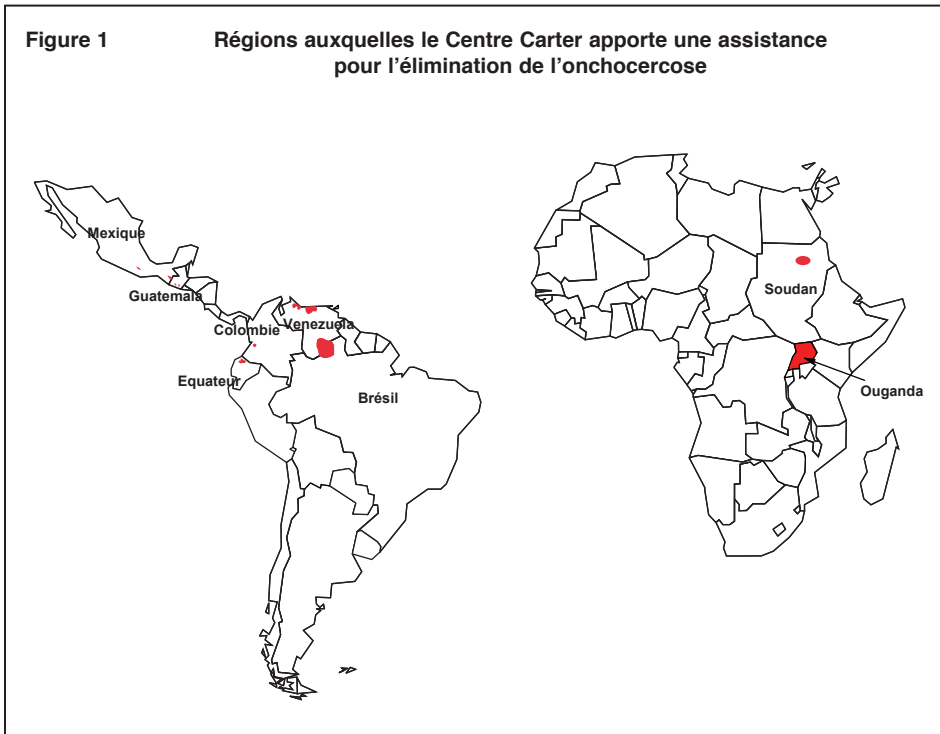 Figure 1
Régions auxquelles le Centre Carter apporte une assistance
pour l'élimination de l'onchocercose
Mexique
Guatemala
Colombie
Venezuela
Equateur
Brésil
Soudan
Ouganda